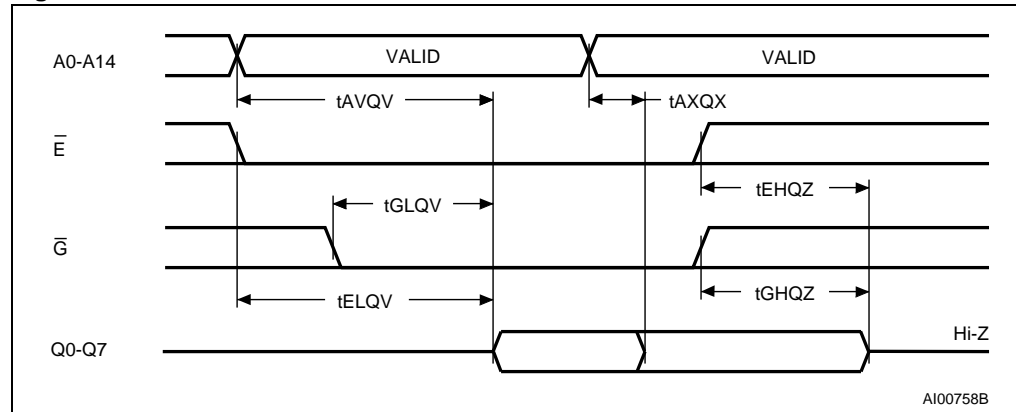 A0-A14
VALID
VALID
tAVQV
tAXQX
E̅
tEHQZ
tGLQV
G̅
tGHQZ
tELQV
Q0-Q7
Hi-Z
AI00758B